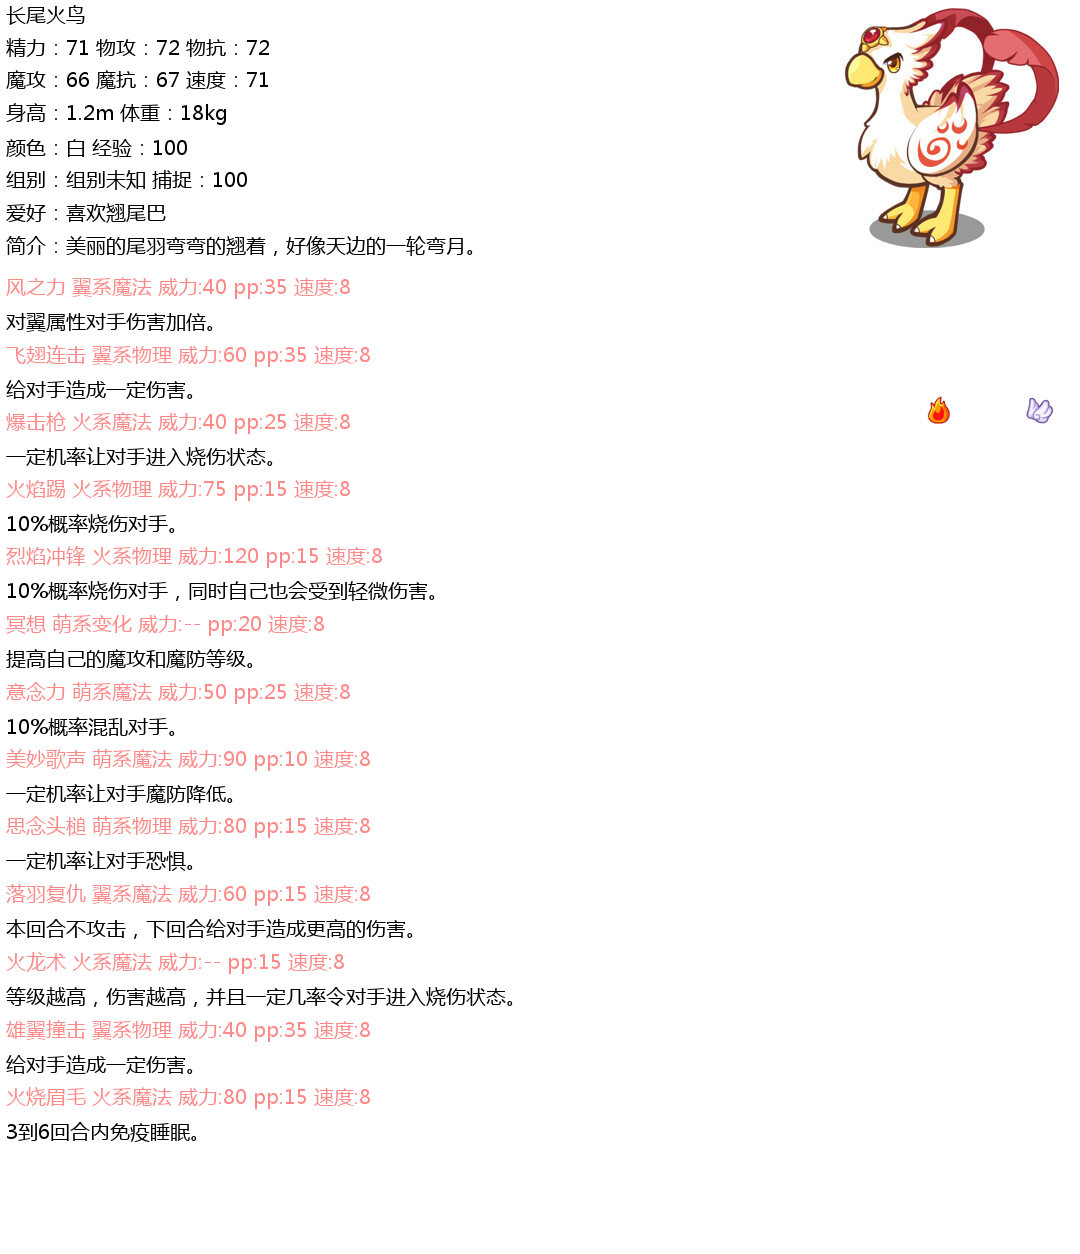 长尾火鸟
精力：71 物攻：72 物抗：72
魔攻：66 魔抗：67 速度：71
身高：1.2m 体重：18kg
颜色：白 经验：100
组别：组别未知 捕捉：100
爱好：喜欢翘尾巴
简介：美丽的尾羽弯弯的翘着，好像天边的一轮弯月。
风之力 翼系魔法 威力:40 pp:35 速度:8
对翼属性对手伤害加倍。
飞翅连击 翼系物理 威力:60 pp:35 速度:8
给对手造成一定伤害。
爆击枪 火系魔法 威力:40 pp:25 速度:8
一定机率让对手进入烧伤状态。
火焰踢 火系物理 威力:75 pp:15 速度:8
10%概率烧伤对手。
烈焰冲锋 火系物理 威力:120 pp:15 速度:8
10%概率烧伤对手，同时自己也会受到轻微伤害。
冥想 萌系变化 威力:-- pp:20 速度:8
提高自己的魔攻和魔防等级。
意念力 萌系魔法 威力:50 pp:25 速度:8
10%概率混乱对手。
美妙歌声 萌系魔法 威力:90 pp:10 速度:8
一定机率让对手魔防降低。
思念头槌 萌系物理 威力:80 pp:15 速度:8
一定机率让对手恐惧。
落羽复仇 翼系魔法 威力:60 pp:15 速度:8
本回合不攻击，下回合给对手造成更高的伤害。
火龙术 火系魔法 威力:-- pp:15 速度:8
等级越高，伤害越高，并且一定几率令对手进入烧伤状态。
雄翼撞击 翼系物理 威力:40 pp:35 速度:8
给对手造成一定伤害。
火烧眉毛 火系魔法 威力:80 pp:15 速度:8
3到6回合内免疫睡眠。